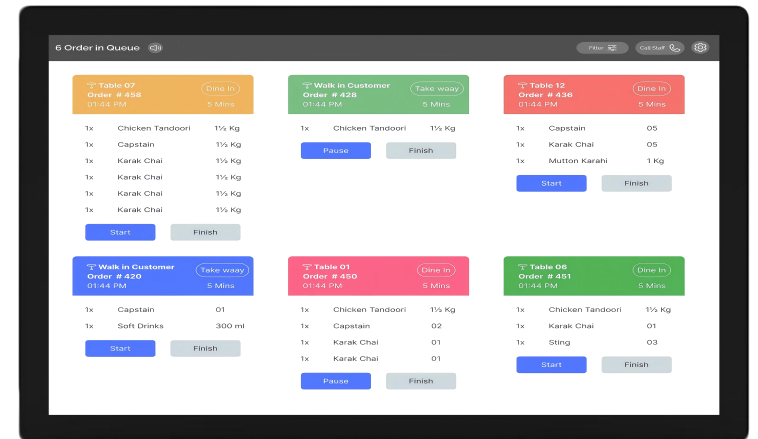 6 Order in Queue
Filter
Call Staff
Table 07
Order # 458
01:44 PM
Dine In
5 Mins
1x Chicken Tandoori 1½ Kg
1x Capstain 1½ Kg
1x Karak Chai 1½ Kg
1x Karak Chai 1½ Kg
1x Karak Chai 1½ Kg
1x Karak Chai 1½ Kg
Start Finish
Walk in Customer
Order # 428
01:44 PM
Take waay
5 Mins
1x Chicken Tandoori 1½ Kg
Pause Finish
Table 12
Order # 436
01:44 PM
Dine In
5 Mins
1x Capstain 05
1x Karak Chai 05
1x Mutton Karahi 1 Kg
Start Finish
Walk in Customer
Order # 420
01:44 PM
Take waay
5 Mins
1x Capstain 01
1x Soft Drinks 300 ml
Start Finish
Table 01
Order # 450
01:44 PM
Dine In
5 Mins
1x Chicken Tandoori 1½ Kg
1x Capstain 02
1x Karak Chai 01
1x Karak Chai 01
Pause Finish
Table 06
Order # 451
01:44 PM
Dine In
5 Mins
1x Chicken Tandoori 1½ Kg
1x Karak Chai 01
1x Sting 03
Start Finish